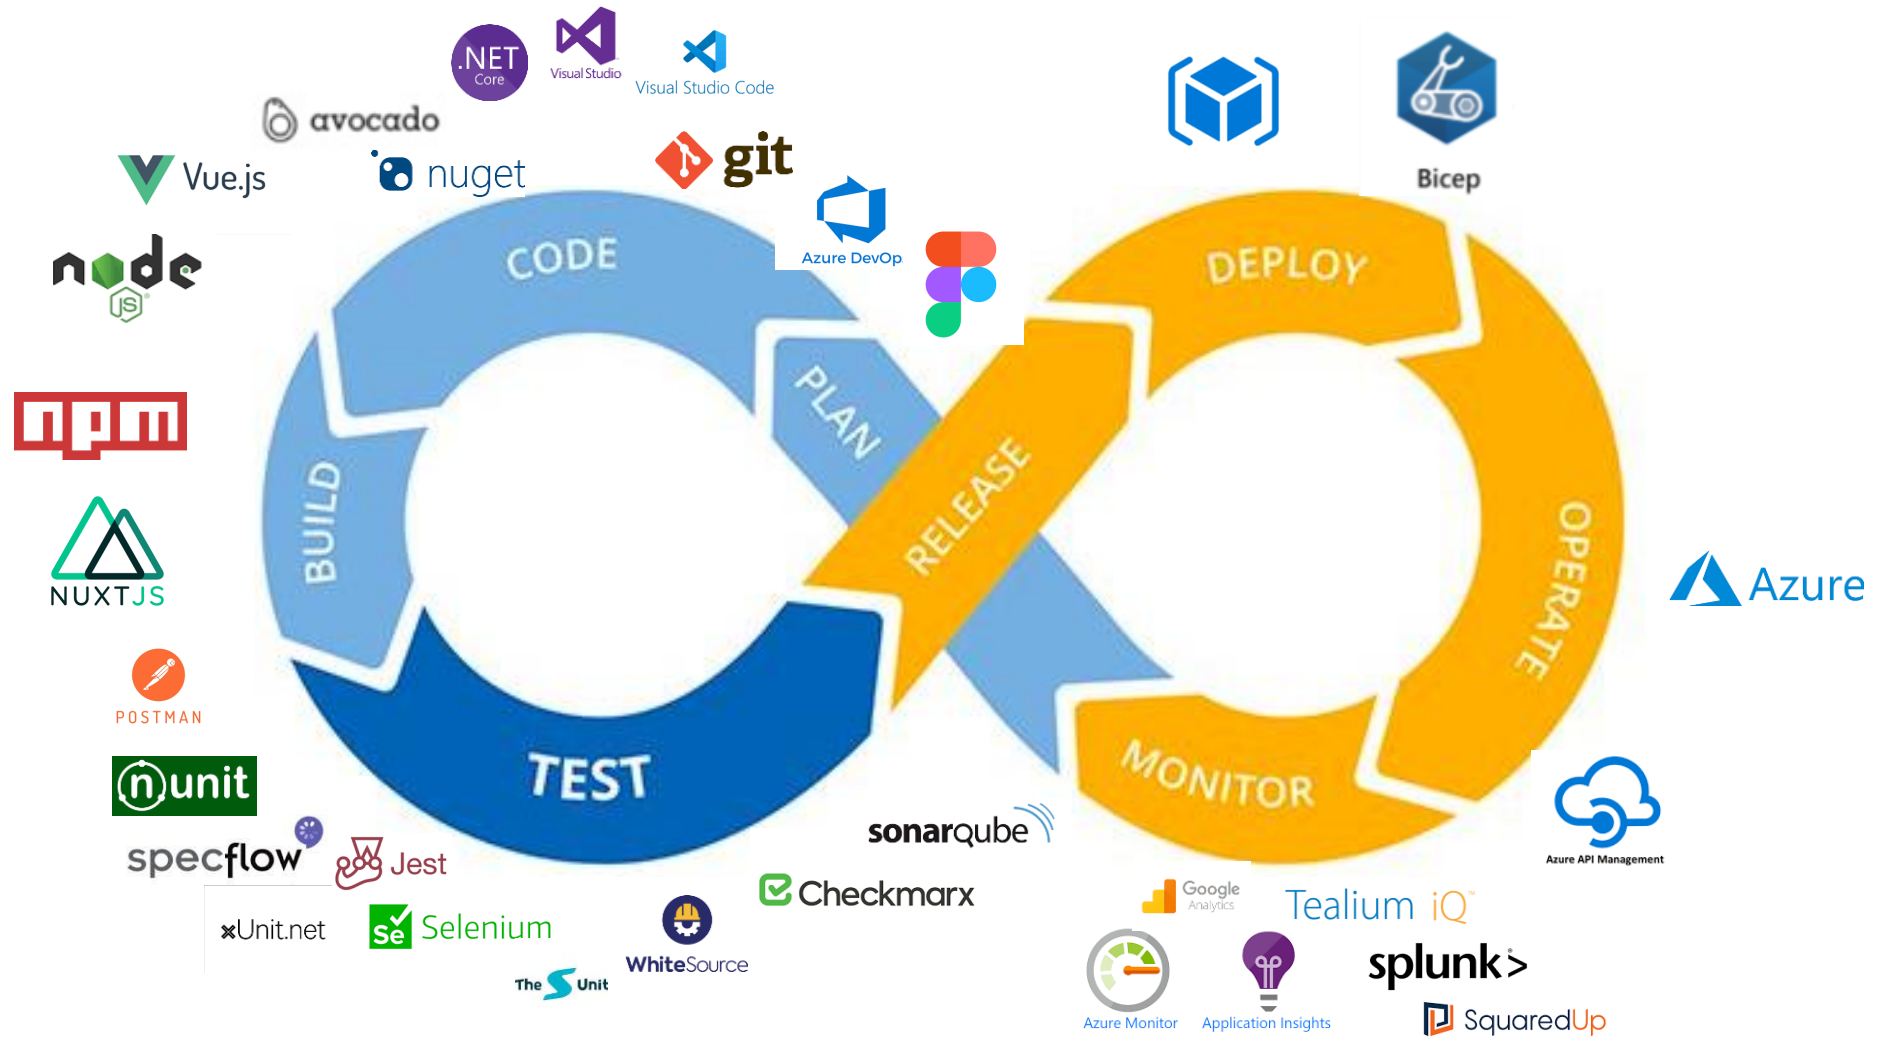 .NET
Core
Visual Studio
Visual Studio Code
avocado
Vue.js
nuget
git
Azure DevOp
Bicep
node
JS
npm
NUXTJS
POSTMAN
nunit
specflow
Jest
xUnit.net
Se
Selenium
The S Unit
WhiteSource
Checkmarx
sonarqube
CODE
PLAN
BUILD
TEST
RELEASE
DEPLOY
OPERATE
MONITOR
Azure
Azure API Management
Google
Analytics
Tealium iQ™
Azure Monitor
Application Insights
splunk>
SquaredUp